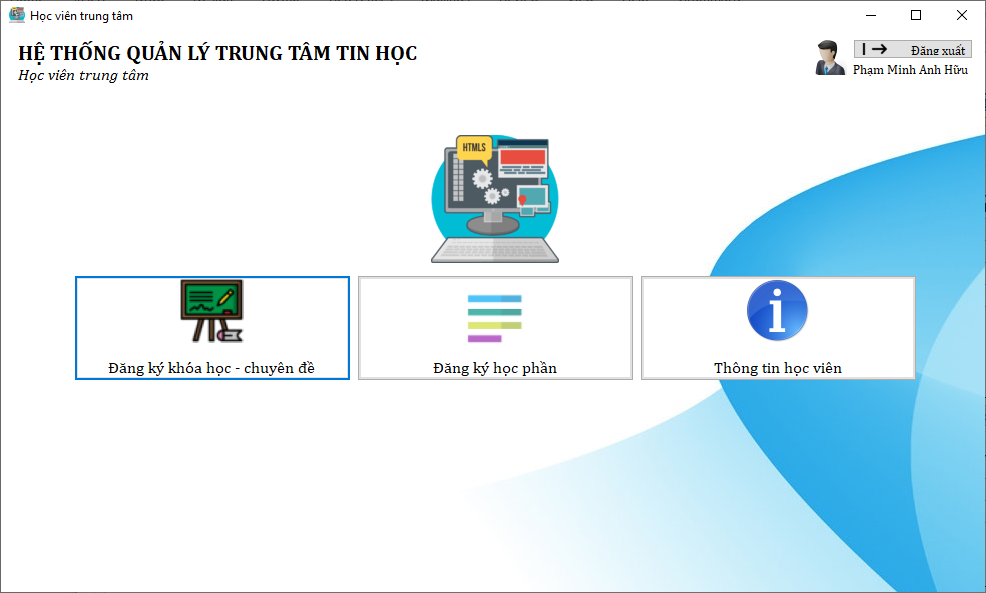 Học viên trung tâm
HỆ THỐNG QUẢN LÝ TRUNG TÂM TIN HỌC
Học viên trung tâm
Đăng xuất
Phạm Minh Anh Hữu
HTML5
Đăng ký khóa học - chuyên đề
Đăng ký học phần
Thông tin học viên